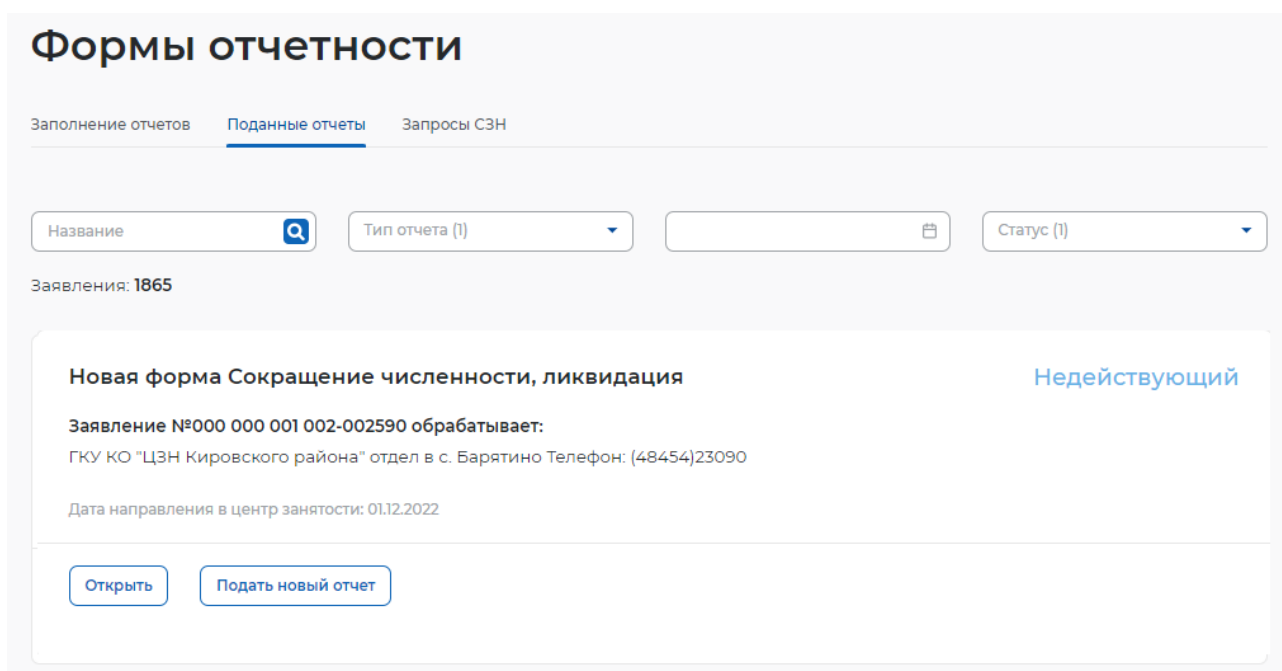 Формы отчетности
Заполнение отчетов Поданные отчеты Запросы СЗН
Название Тип отчета (1) Статус (1)
Заявления: 1865
Новая форма Сокращение численности, ликвидация Недействующий
Заявление №000 000 001 002-002590 обрабатывает:
ГКУ КО "ЦЗН Кировского района" отдел в с. Барятино Телефон: (48454)23090
Дата направления в центр занятости: 01.12.2022
Открыть Подать новый отчет